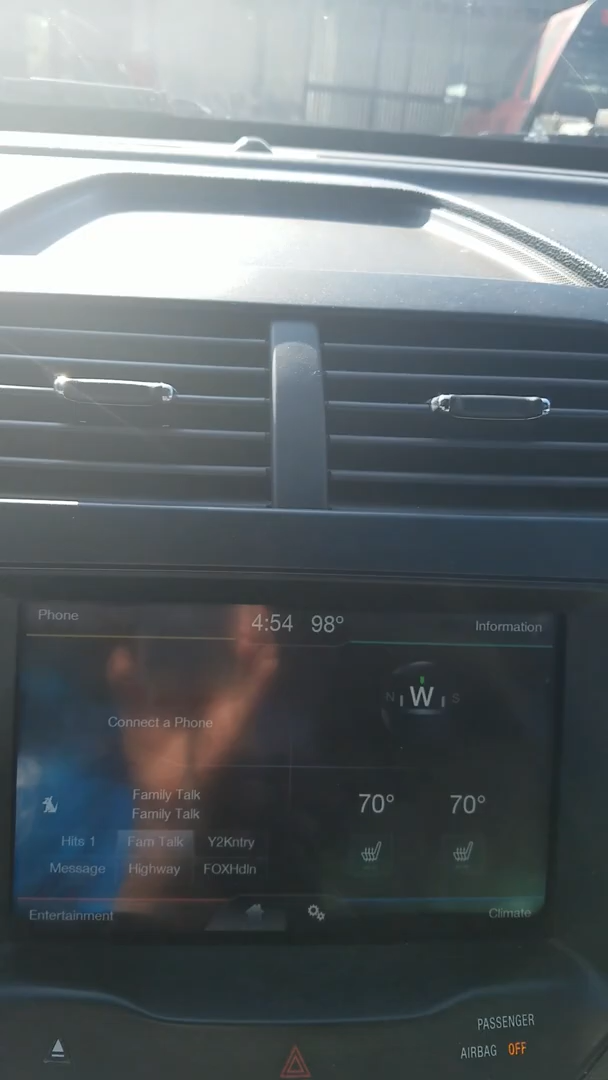 Phone
4:54 98°
Information
N W S
Connect a Phone
Family Talk
Family Talk
70° 70°
Hits 1 Fam Talk Y2Kntry
Message Highway FOXHdln
Entertainment
Climate
PASSENGER
AIRBAG OFF